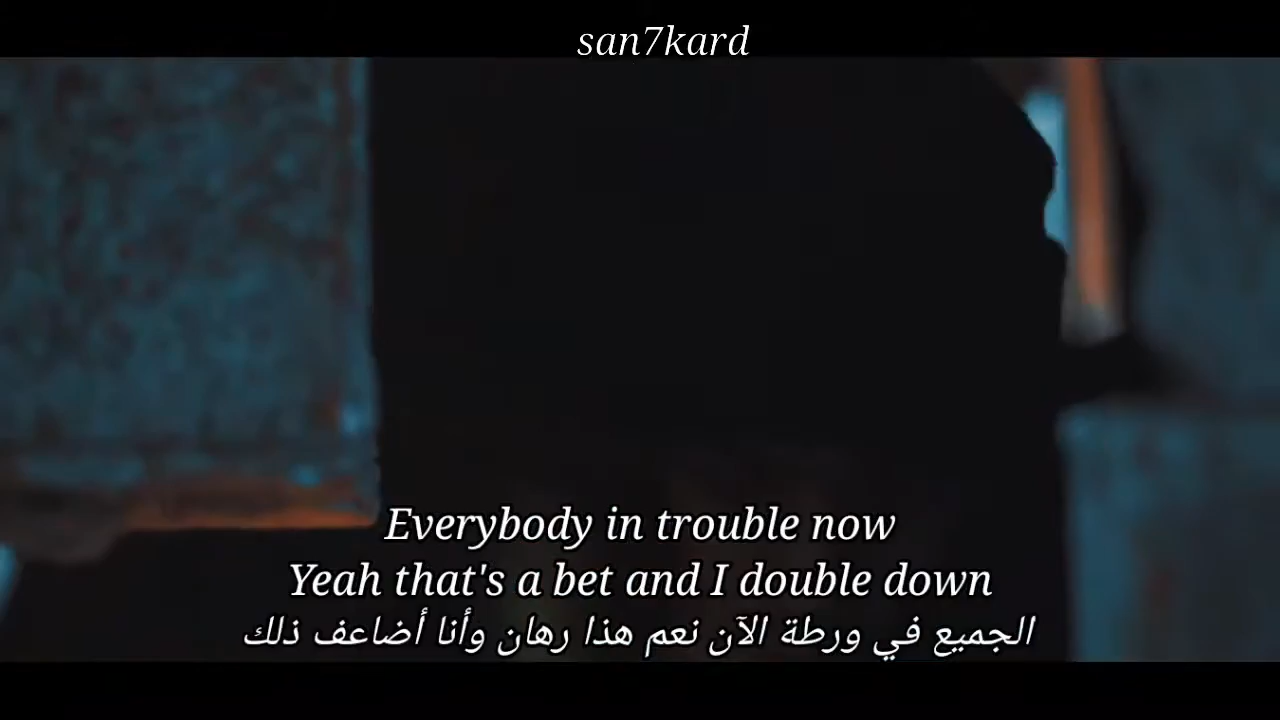 san7kard
Everybody in trouble now
Yeah that's a bet and I double down
الجميع في ورطة الآن نعم هذا رهان وأنا أضاعف ذلك